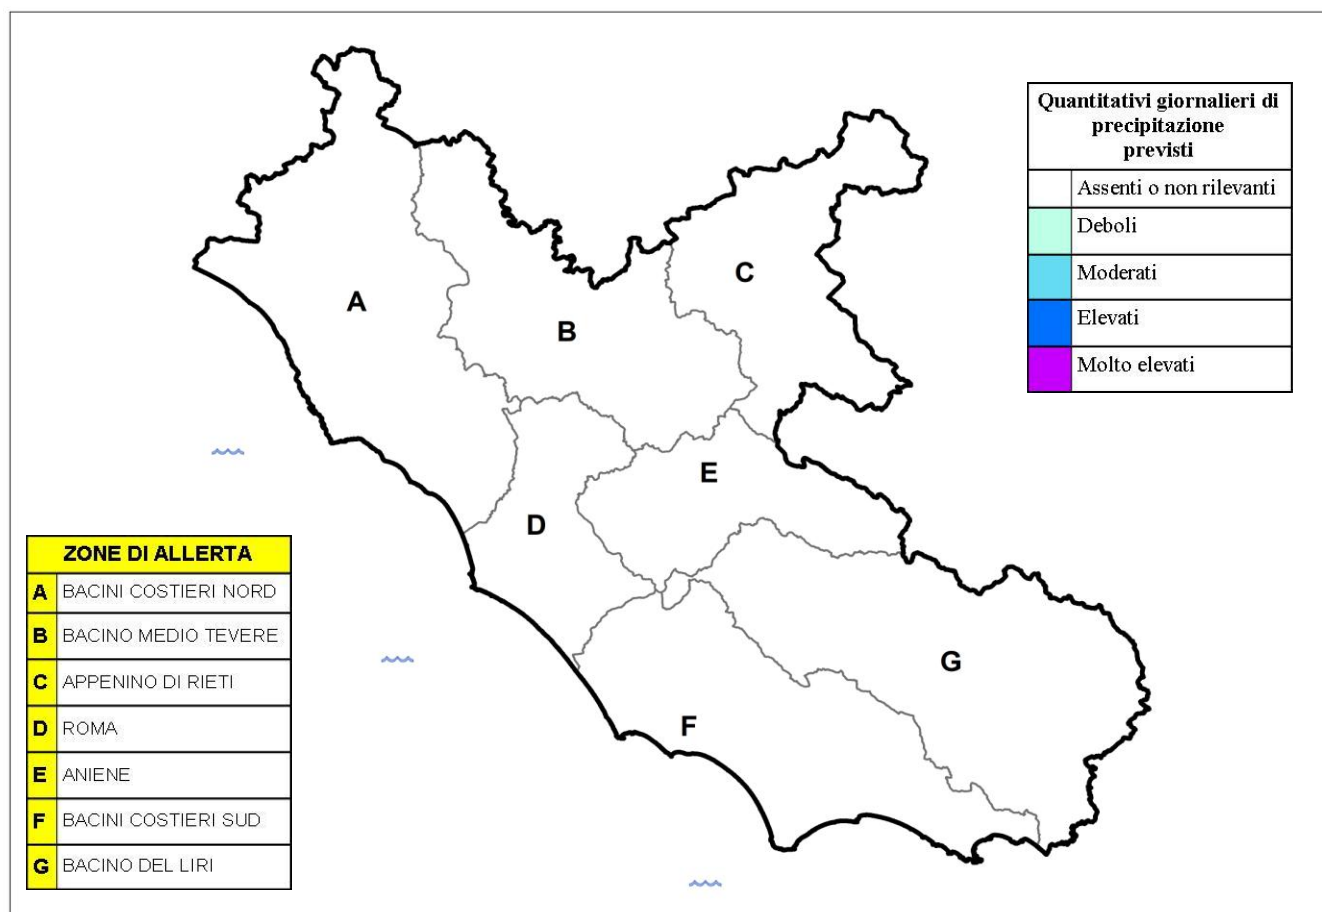 Quantitativi giornalieri di
precipitazione
previsti
Assenti o non rilevanti
Deboli
Moderati
Elevati
Molto elevati
A
B
C
D
E
F
G
ZONE DI ALLERTA
A BACINI COSTIERI NORD
B BACINO MEDIO TEVERE
C APPENINO DI RIETI
D ROMA
E ANIENE
F BACINI COSTIERI SUD
G BACINO DEL LIRI